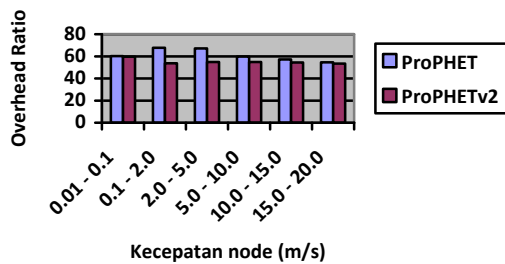 Overhead Ratio
80
60
40
20
0
0.01 - 0.1
0.1 - 2.0
2.0 - 5.0
5.0 - 10.0
10.0 - 15.0
15.0 - 20.0
Kecepatan node (m/s)
ProPHET
ProPHETv2